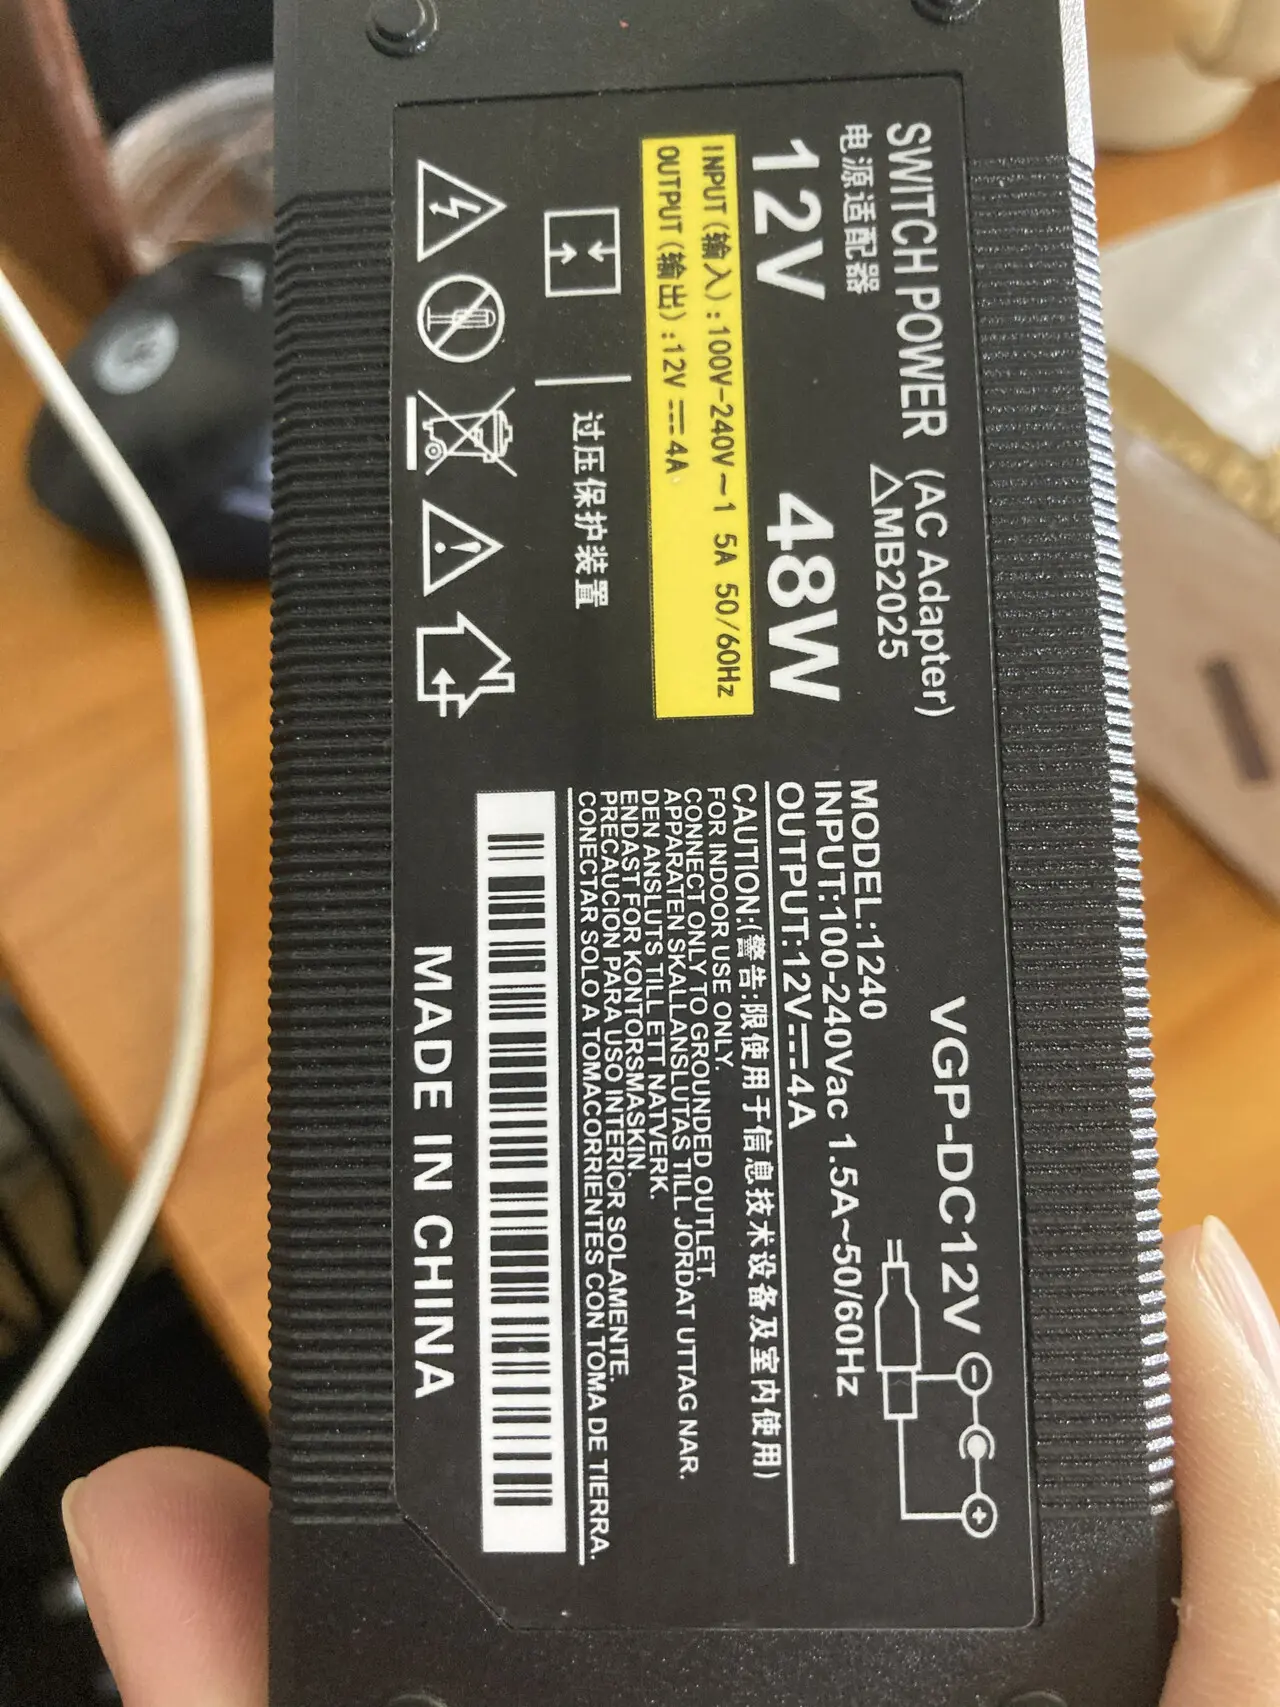 SWITCH POWER (AC Adapter)
电源适配器 △MB2025
12V 48W
INPUT(输入):100V-240V～1 5A 50/60Hz
OUTPUT(输出):12V⎓4A
过压保护装置
VGP-DC12V
MODEL:1240
INPUT:100-240Vac 1.5A~50/60Hz
OUTPUT:12V⎓4A
CAUTION:(警告:限使用于信息技术设备及室内使用)
FOR INDOOR USE ONLY.
CONNECT ONLY TO GROUNDED OUTLET.
APPARATEN SKALLANSLUTAS TILL JORDAT UTTAG NAR.
DEN ANSLUTS TILL ETT NATVERK.
ENDAST FOR KONTORSMASKIN.
PRECAUCION PARA USO INTERIOR SOLAMENTE.
CONECTAR SOLO A TOMACORRIENTES CON TOMA DE TIERRA.
MADE IN CHINA